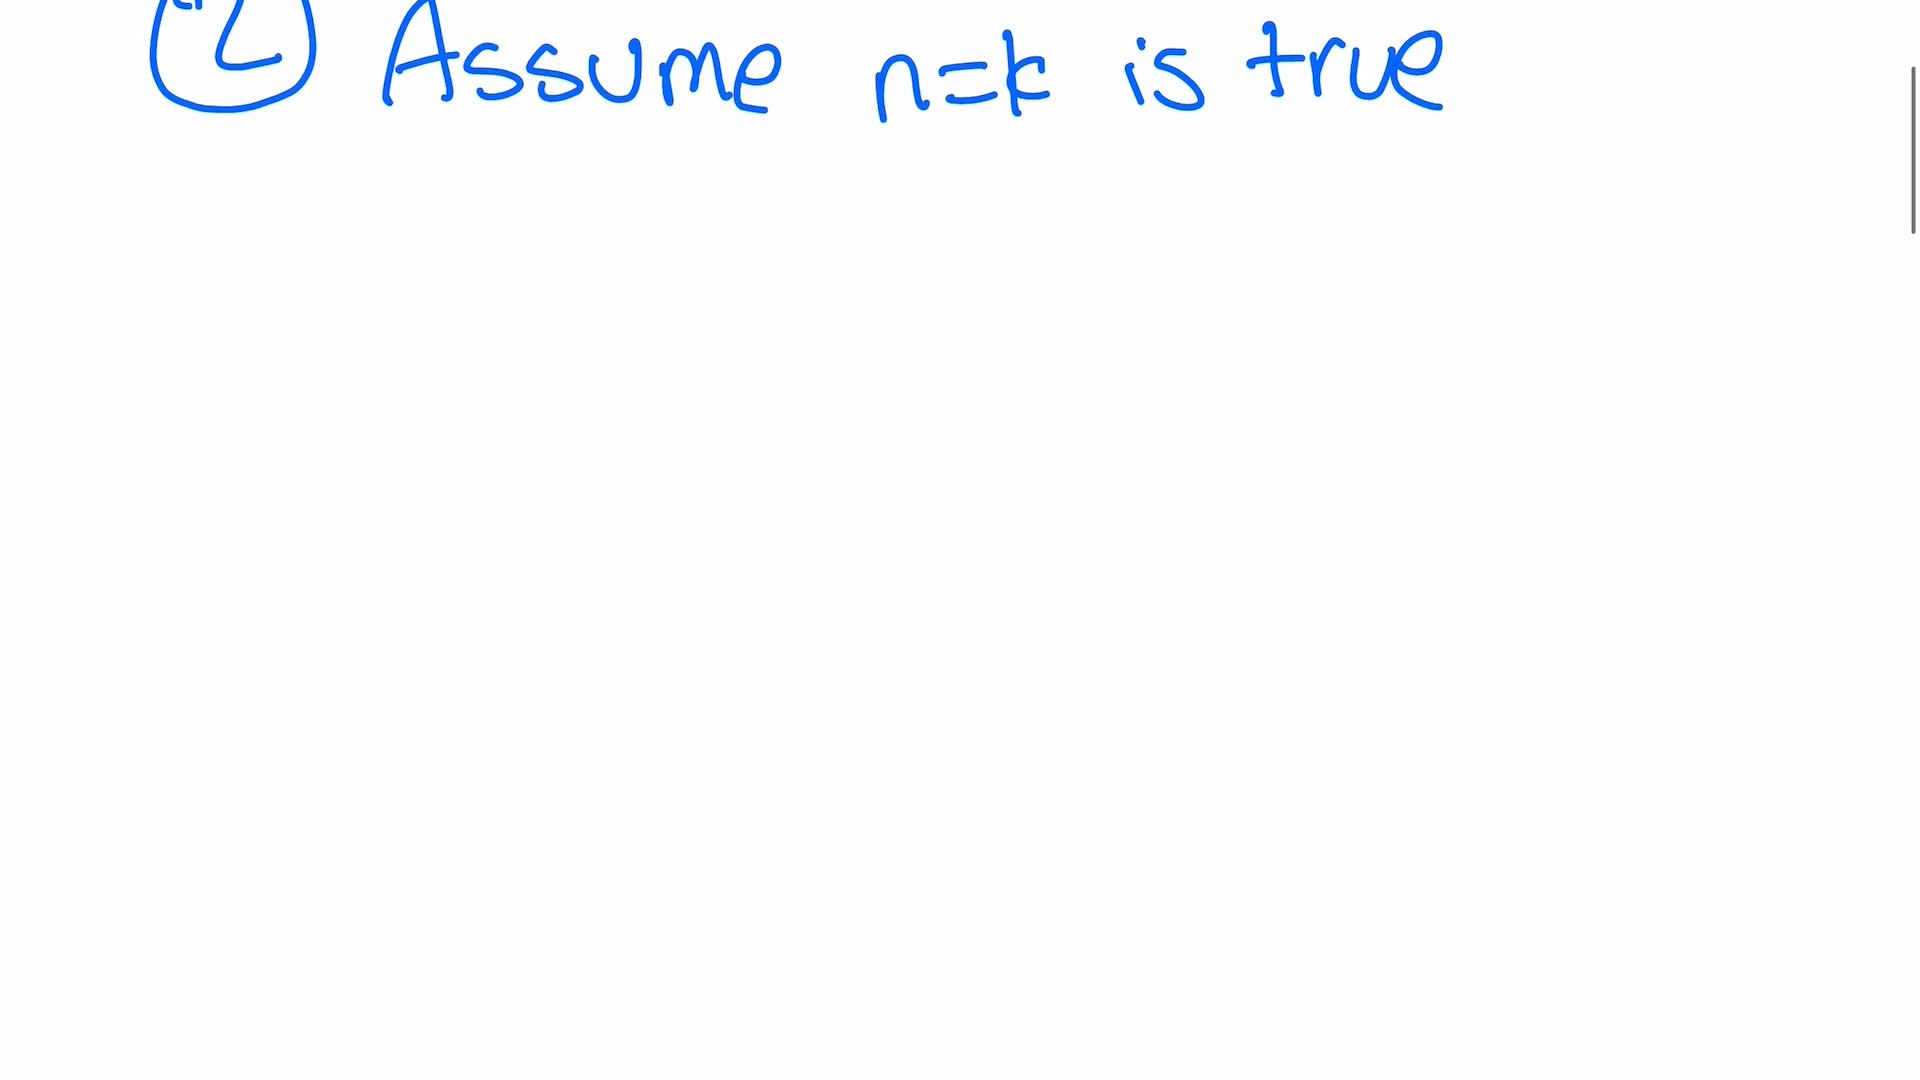 ② Assume n=k is true